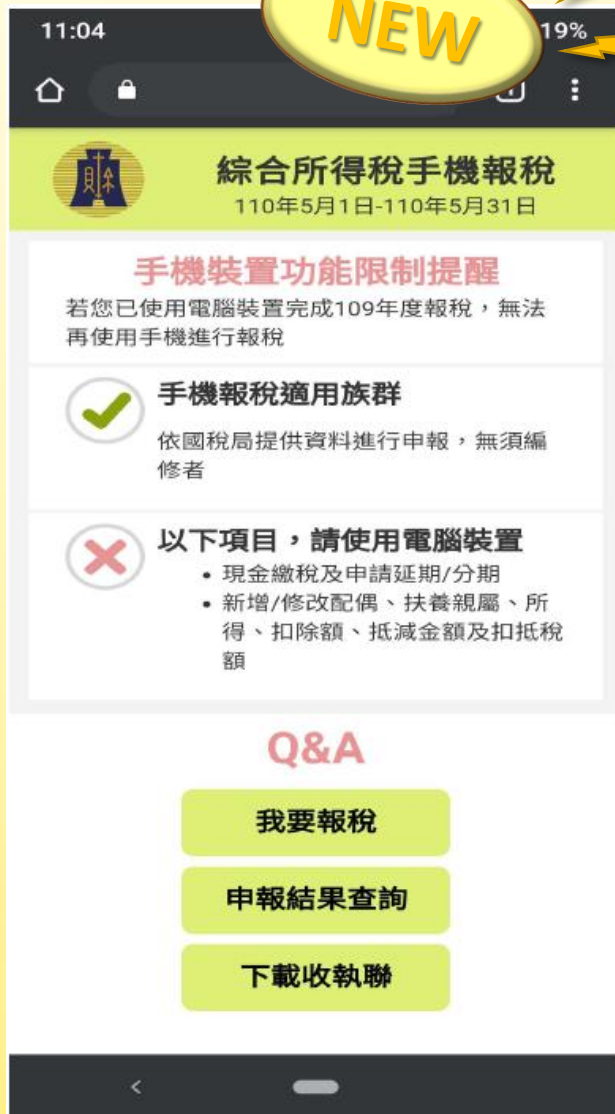 11:04
NEW
19%
財
綜合所得稅手機報稅
110年5月1日-110年5月31日
手機裝置功能限制提醒
若您已使用電腦裝置完成109年度報稅，無法
再使用手機進行報稅
手機報稅適用族群
依國稅局提供資料進行申報，無須編
修者
以下項目，請使用電腦裝置
• 現金繳稅及申請延期/分期
• 新增/修改配偶、扶養親屬、所
得、扣除額、抵減金額及扣抵稅
額
Q&A
我要報稅
申報結果查詢
下載收執聯